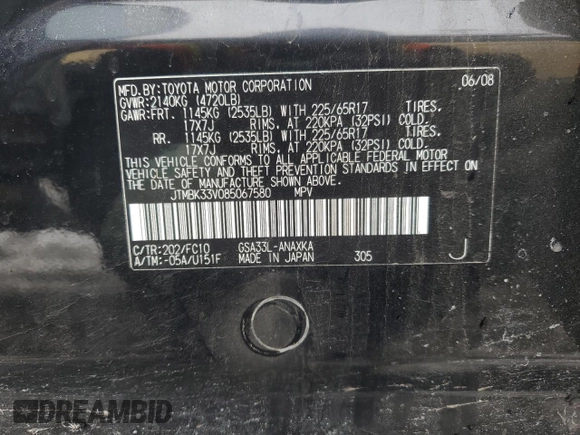 MFD.BY:TOYOTA MOTOR CORPORATION 06/08
GVWR:2140KG (4720LB)
GAWR:FRT. 1145KG (2535LB) WITH 225/65R17 TIRES.
17X7J RIMS. AT 220KPA (32PSI) COLD.
RR. 1145KG (2535LB) WITH 225/65R17 TIRES.
17X7J RIMS. AT 220KPA (32PSI) COLD.
THIS VEHICLE CONFORMS TO ALL APPLICABLE FEDERAL MOTOR
VEHICLE SAFETY AND THEFT PREVENTION STANDARDS IN EFFECT ON
THE DATE OF MANUFACTURE SHOWN ABOVE.
JTMBK33V085067580 MPV
C/TR:202/FC10 GSA33L-ANAXKA
A/TM:-05A/U151F MADE IN JAPAN 305 J
DREAMBID